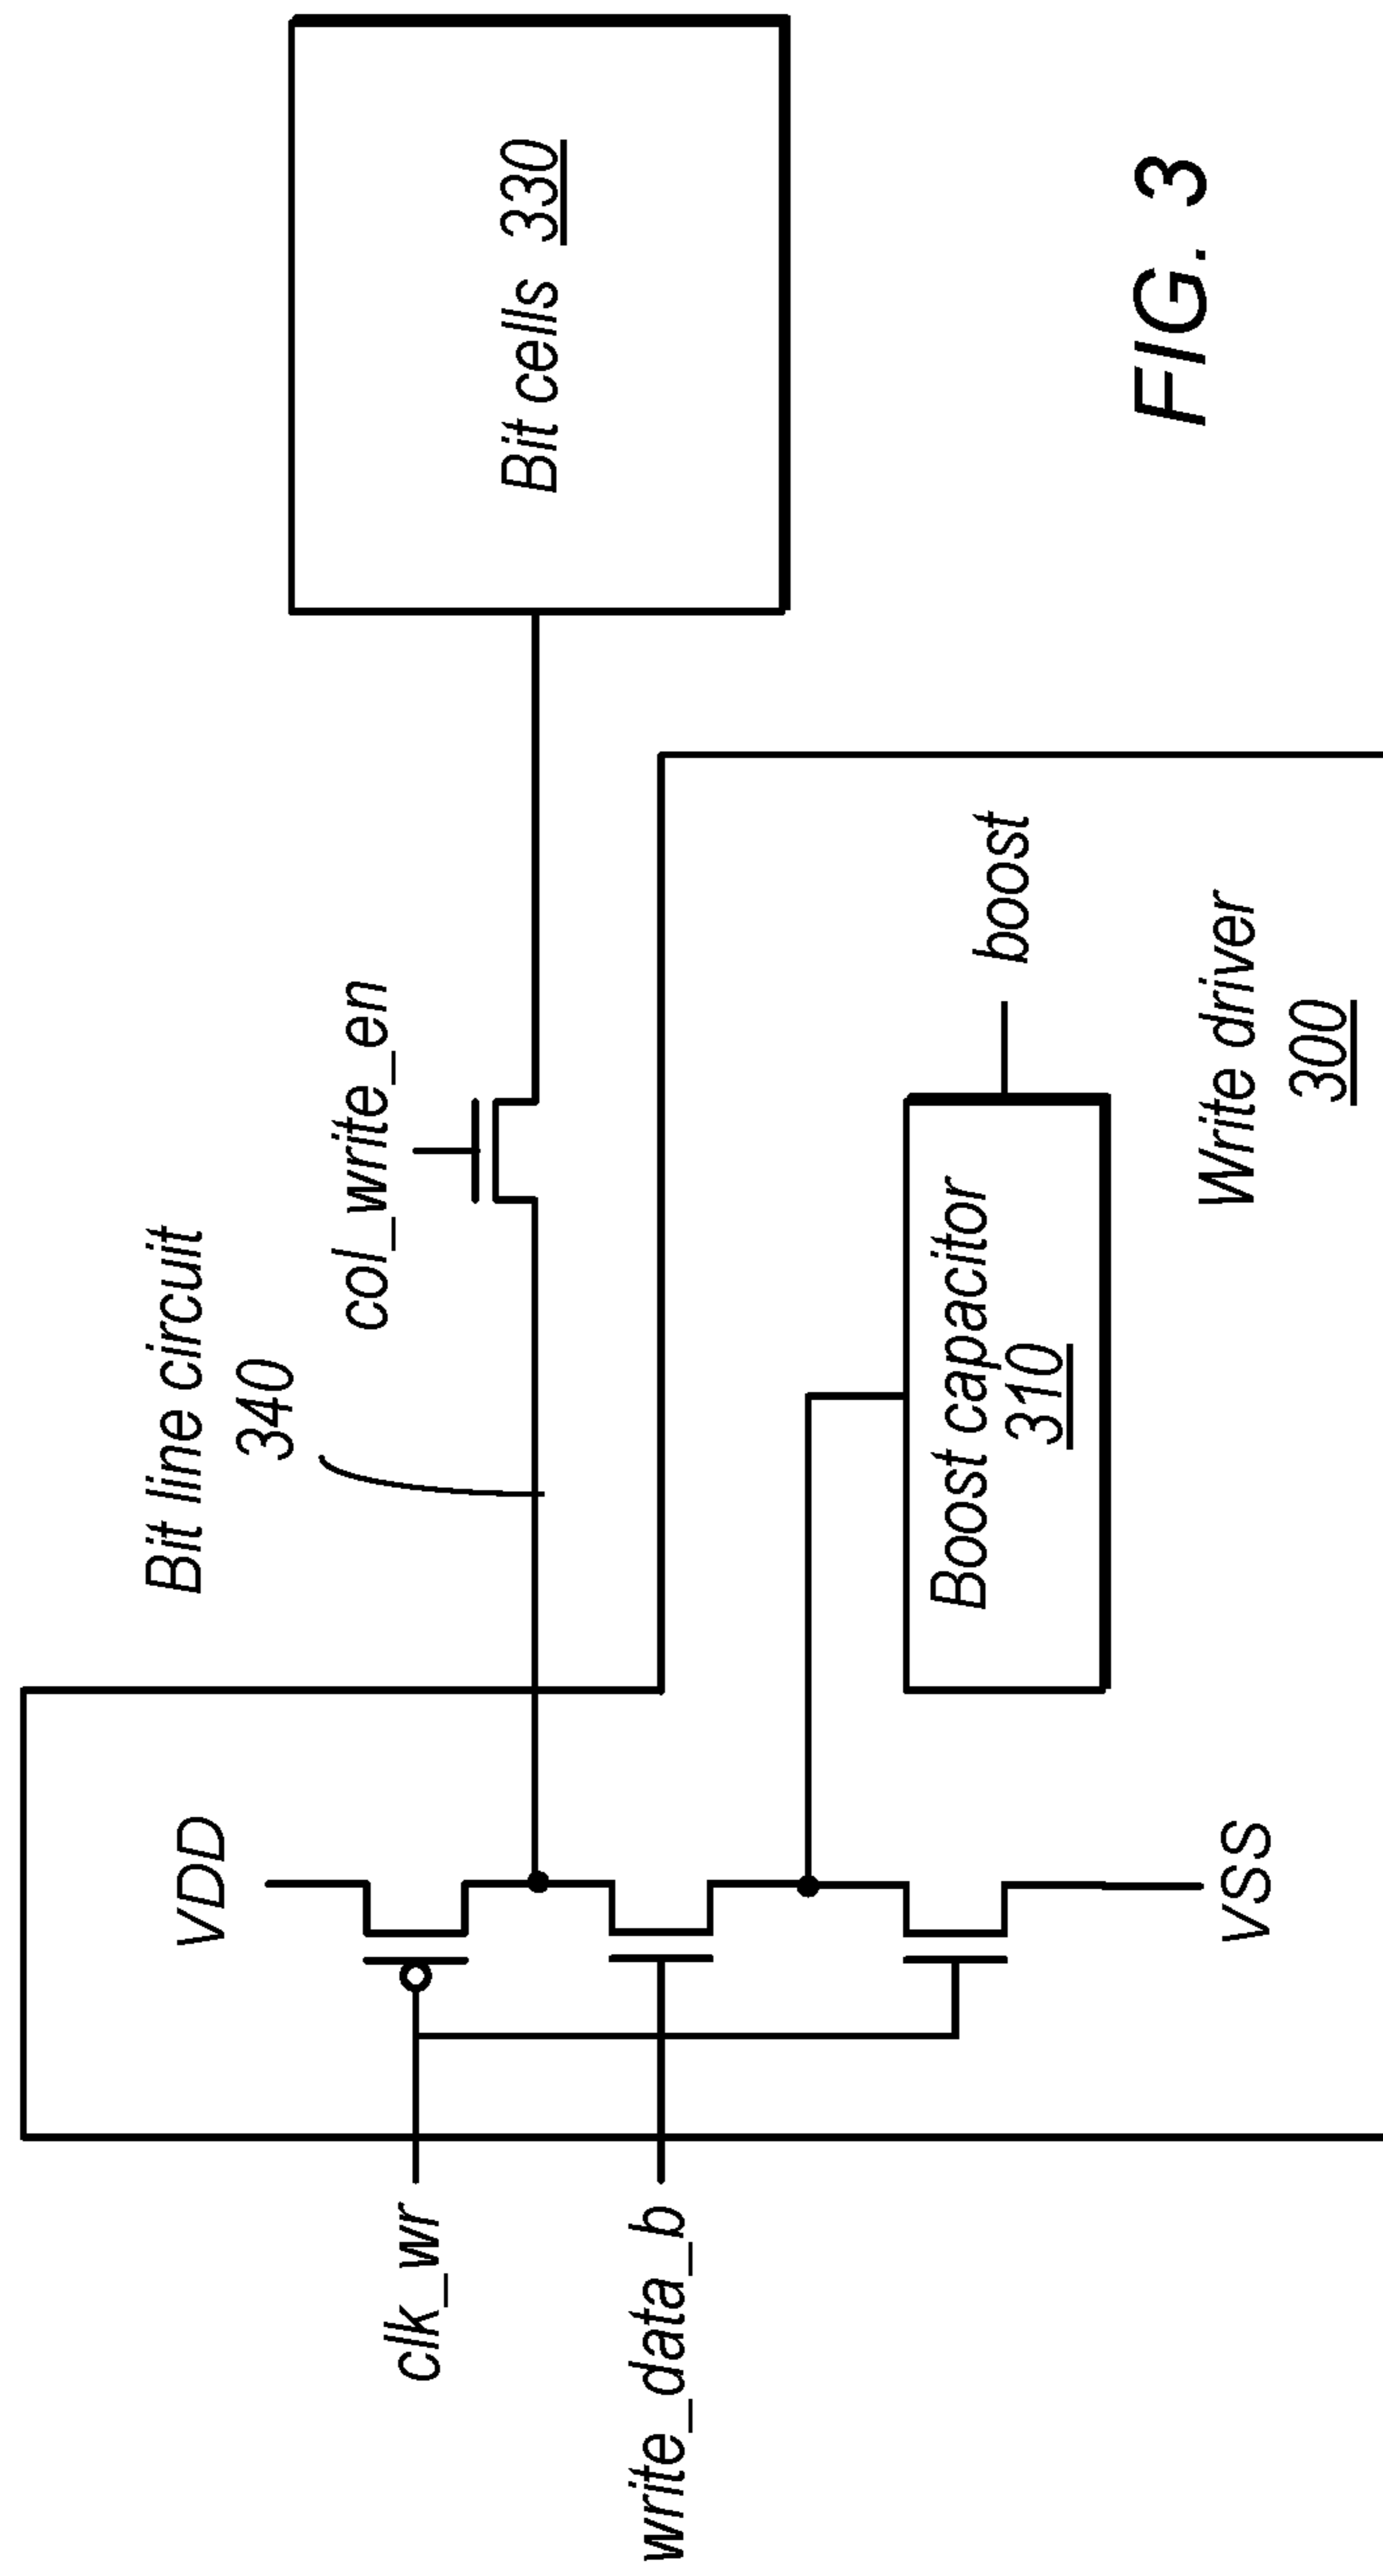 Bit line circuit
340
VDD
col_write_en
Bit cells 330
clk_wr
write_data_b
Boost capacitor
310
boost
Write driver
300
VSS
FIG. 3